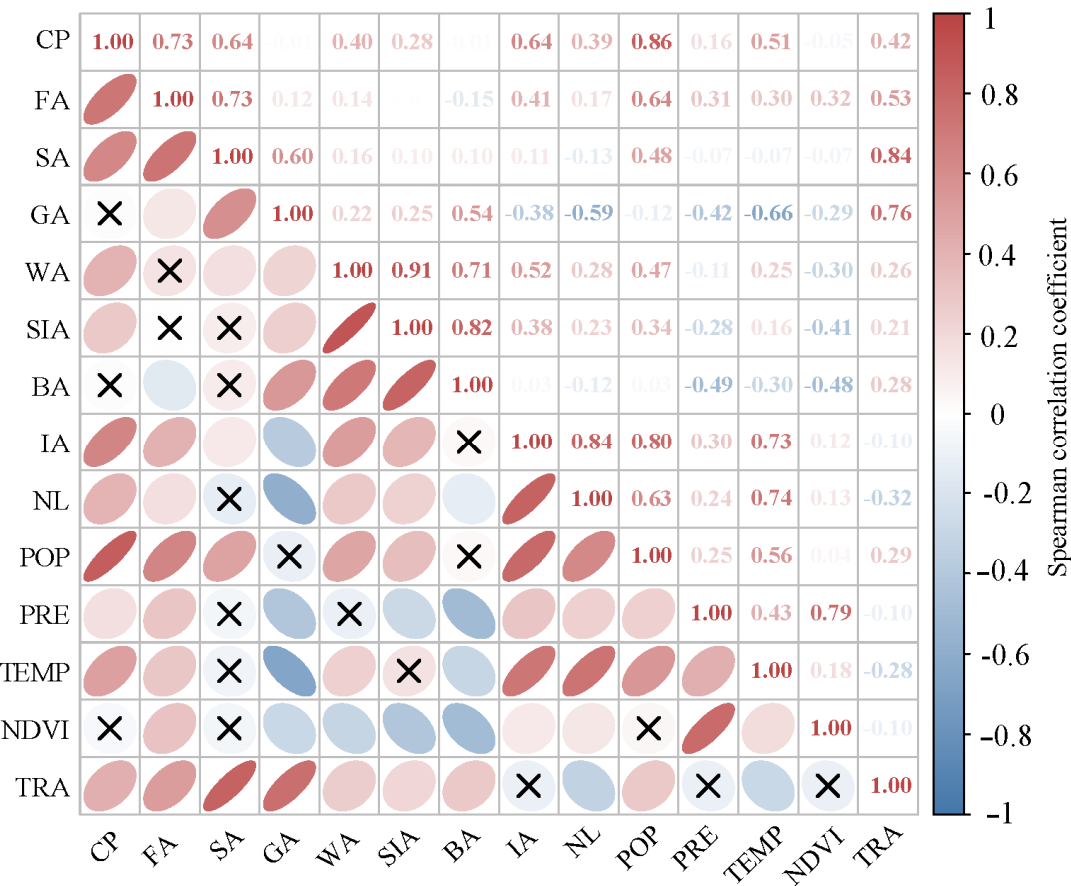 CP 1.00 0.73 0.64 -0.01 0.40 0.28 -0.01 0.64 0.39 0.86 0.16 0.51 -0.05 0.42
FA 1.00 0.73 0.12 0.14 -0.15 0.41 0.17 0.64 0.31 0.30 0.32 0.53
SA 1.00 0.60 0.16 0.10 0.10 0.11 -0.13 0.48 -0.07 -0.07 -0.07 0.84
GA 1.00 0.22 0.25 0.54 -0.38 -0.59 -0.12 -0.42 -0.66 -0.29 0.76
WA 1.00 0.91 0.71 0.52 0.28 0.47 -0.11 0.25 -0.30 0.26
SIA 1.00 0.82 0.38 0.23 0.34 -0.28 0.16 -0.41 0.21
BA 1.00 0.03 -0.12 0.03 -0.49 -0.30 -0.48 0.28
IA 1.00 0.84 0.80 0.30 0.73 0.12 -0.10
NL 1.00 0.63 0.24 0.74 0.13 -0.32
POP 1.00 0.25 0.56 0.04 0.29
PRE 1.00 0.43 0.79 -0.10
TEMP 1.00 0.18 -0.28
NDVI 1.00 -0.10
TRA 1.00
CP FA SA GA WA SIA BA IA NL POP PRE TEMP NDVI TRA
1
0.8
0.6
0.4
0.2
0
-0.2
-0.4
-0.6
-0.8
-1
Spearman correlation coefficient